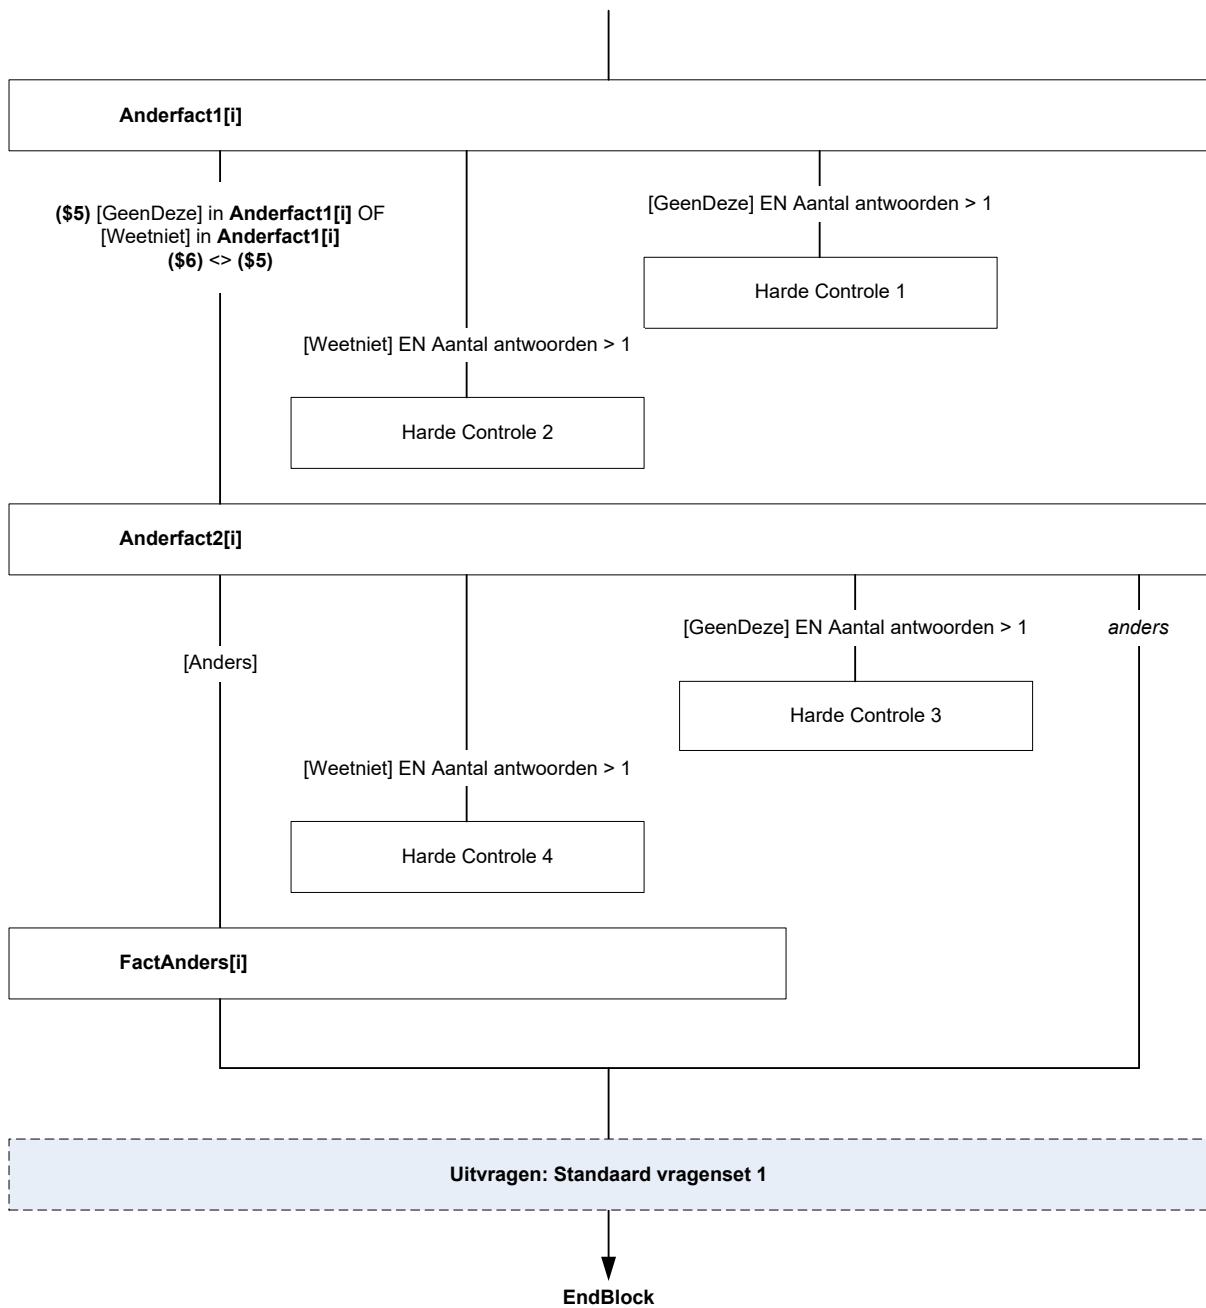 Anderfact1[i]
($5) [GeenDeze] in Anderfact1[i] OF
[Weetniet] in Anderfact1[i]
($6) <> ($5)
[GeenDeze] EN Aantal antwoorden > 1
Harde Controle 1
[Weetniet] EN Aantal antwoorden > 1
Harde Controle 2
Anderfact2[i]
[Anders]
[GeenDeze] EN Aantal antwoorden > 1
anders
Harde Controle 3
[Weetniet] EN Aantal antwoorden > 1
Harde Controle 4
FactAnders[i]
Uitvragen: Standaard vragenset 1
EndBlock